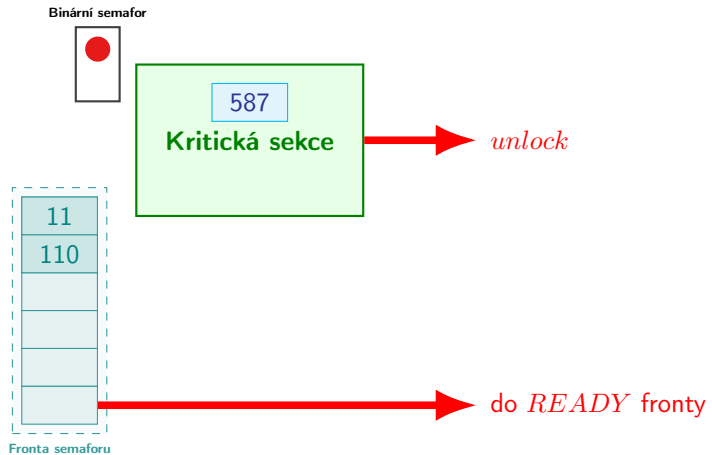 Binární semafor
587
Kritická sekce
unlock
11
110
do READY fronty
Fronta semaforu